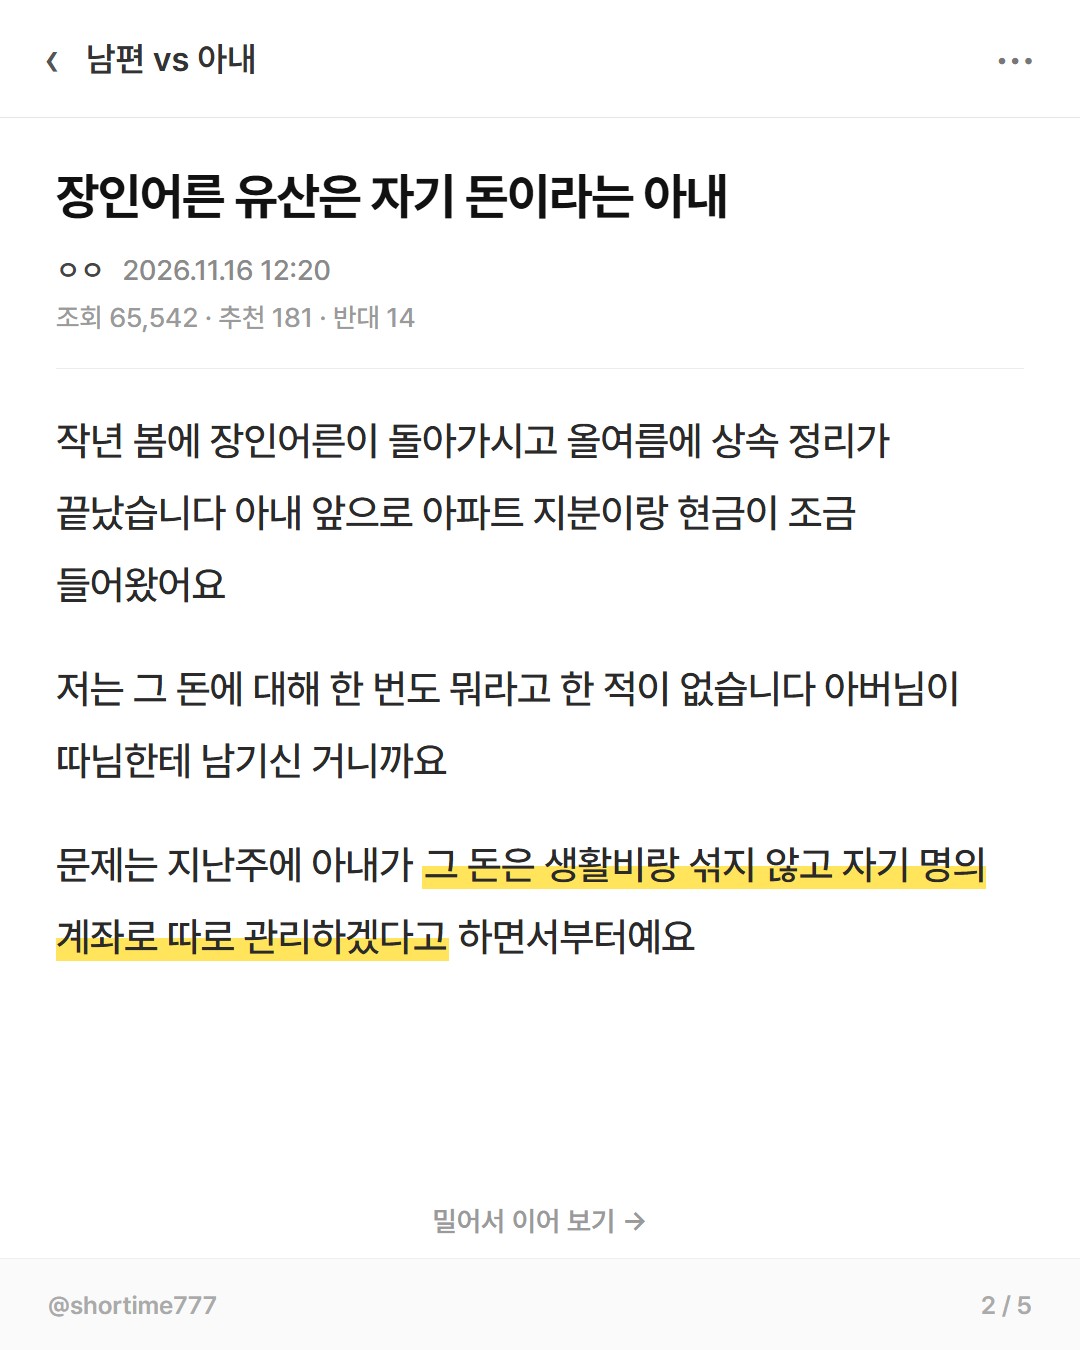 남편 vs 아내
장인어른 유산은 자기 돈이라는 아내
ㅇㅇ 2026.11.16 12:20
조회 65,542 · 추천 181 · 반대 14
작년 봄에 장인어른이 돌아가시고 올여름에 상속 정리가
끝났습니다 아내 앞으로 아파트 지분이랑 현금이 조금
들어왔어요
저는 그 돈에 대해 한 번도 뭐라고 한 적이 없습니다 아버님이
따님한테 남기신 거니까요
문제는 지난주에 아내가 그 돈은 생활비랑 섞지 않고 자기 명의
계좌로 따로 관리하겠다고 하면서부터예요
밀어서 이어 보기 →
@shortime777
2 / 5